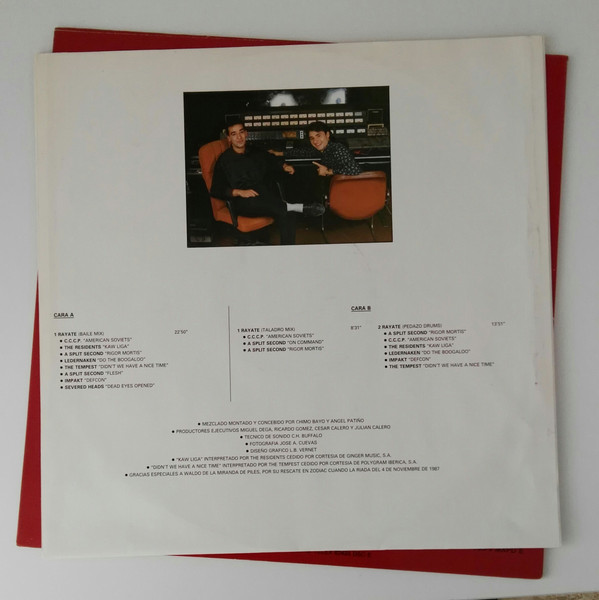 CARA A
1 RAYATE (BAILE MIX) 22'50"
● C.C.C.P. "AMERICAN SOVIETS"
● THE RESIDENTS "KAW LIGA"
● A SPLIT SECOND "RIGOR MORTIS"
● LEDERNAKEN "DO THE BOOGALOO"
● THE TEMPEST "DIDN'T WE HAVE A NICE TIME"
● A SPLIT SECOND "FLESH"
● IMPAKT "DEFCON"
● SEVERED HEADS "DEAD EYES OPENED"
CARA B
1 RAYATE (TALADRO MIX) 8'31"
● C.C.C.P. "AMERICAN SOVIETS"
● A SPLIT SECOND "ON COMMAND"
● A SPLIT SECOND "RIGOR MORTIS"
2 RAYATE (PEDAZO DRUMS)
● A SPLIT SECOND "RIGOR MORTIS"
● C.C.C.P. "AMERICAN SOVIETS"
● THE RESIDENTS "KAW LIGA"
● LEDERNAKEN "DO THE BOOGALOO"
● IMPAKT "DEFCON"
● THE TEMPEST "DIDN'T WE HAVE A NICE TIME"
● MEZCLADO MONTADO Y CONCEBIDO POR CHIMO BAYO Y ANGEL PATIÑO
● PRODUCTORES EJECUTIVOS MIGUEL DEGA, RICARDO GOMEZ, CESAR CALERO Y JULIAN CALERO
● TECNICO DE SONIDO C.H. BUFFALO
● FOTOGRAFIA JOSE A. CUEVAS
● DISEÑO GRAFICO L.B. VERNET
● "KAW LIGA" INTERPRETADO POR THE RESIDENTS CEDIDO POR CORTESIA DE GINGER MUSIC, S.A.
● "DIDN'T WE HAVE A NICE TIME" INTERPRETADO POR THE TEMPEST CEDIDO POR CORTESIA DE POLYGRAM IBERICA, S.A.
● GRACIAS ESPECIALES A WALDO DE LA MIRANDA DE PILES, POR SU RESCATE EN ZODIAC CUANDO LA RIADA DEL 4 DE NOVIEMBRE DE 1987